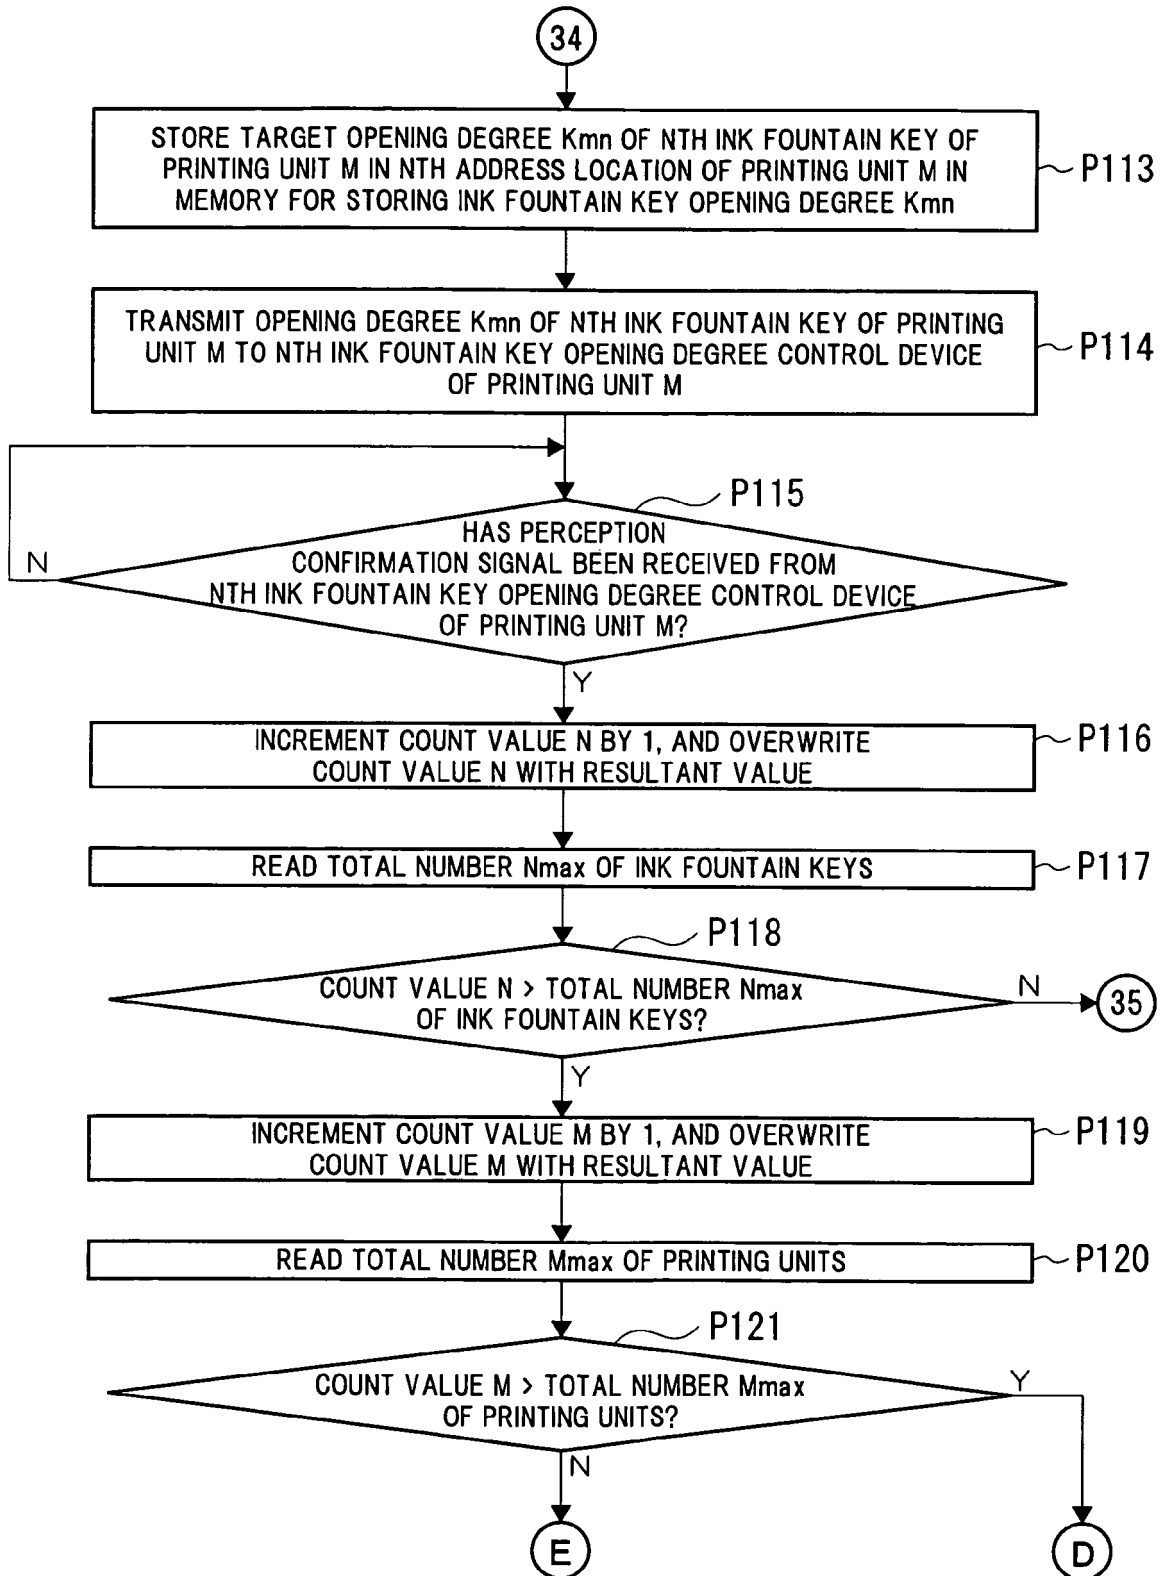 34
STORE TARGET OPENING DEGREE Kmn OF NTH INK FOUNTAIN KEY OF
PRINTING UNIT M IN NTH ADDRESS LOCATION OF PRINTING UNIT M IN
MEMORY FOR STORING INK FOUNTAIN KEY OPENING DEGREE Kmn
P113
TRANSMIT OPENING DEGREE Kmn OF NTH INK FOUNTAIN KEY OF PRINTING
UNIT M TO NTH INK FOUNTAIN KEY OPENING DEGREE CONTROL DEVICE
OF PRINTING UNIT M
P114
P115
HAS PERCEPTION
CONFIRMATION SIGNAL BEEN RECEIVED FROM
NTH INK FOUNTAIN KEY OPENING DEGREE CONTROL DEVICE
OF PRINTING UNIT M?
N
Y
INCREMENT COUNT VALUE N BY 1, AND OVERWRITE
COUNT VALUE N WITH RESULTANT VALUE
P116
READ TOTAL NUMBER Nmax OF INK FOUNTAIN KEYS
P117
P118
COUNT VALUE N > TOTAL NUMBER Nmax
OF INK FOUNTAIN KEYS?
N
35
Y
INCREMENT COUNT VALUE M BY 1, AND OVERWRITE
COUNT VALUE M WITH RESULTANT VALUE
P119
READ TOTAL NUMBER Mmax OF PRINTING UNITS
P120
P121
COUNT VALUE M > TOTAL NUMBER Mmax
OF PRINTING UNITS?
Y
N
E
D